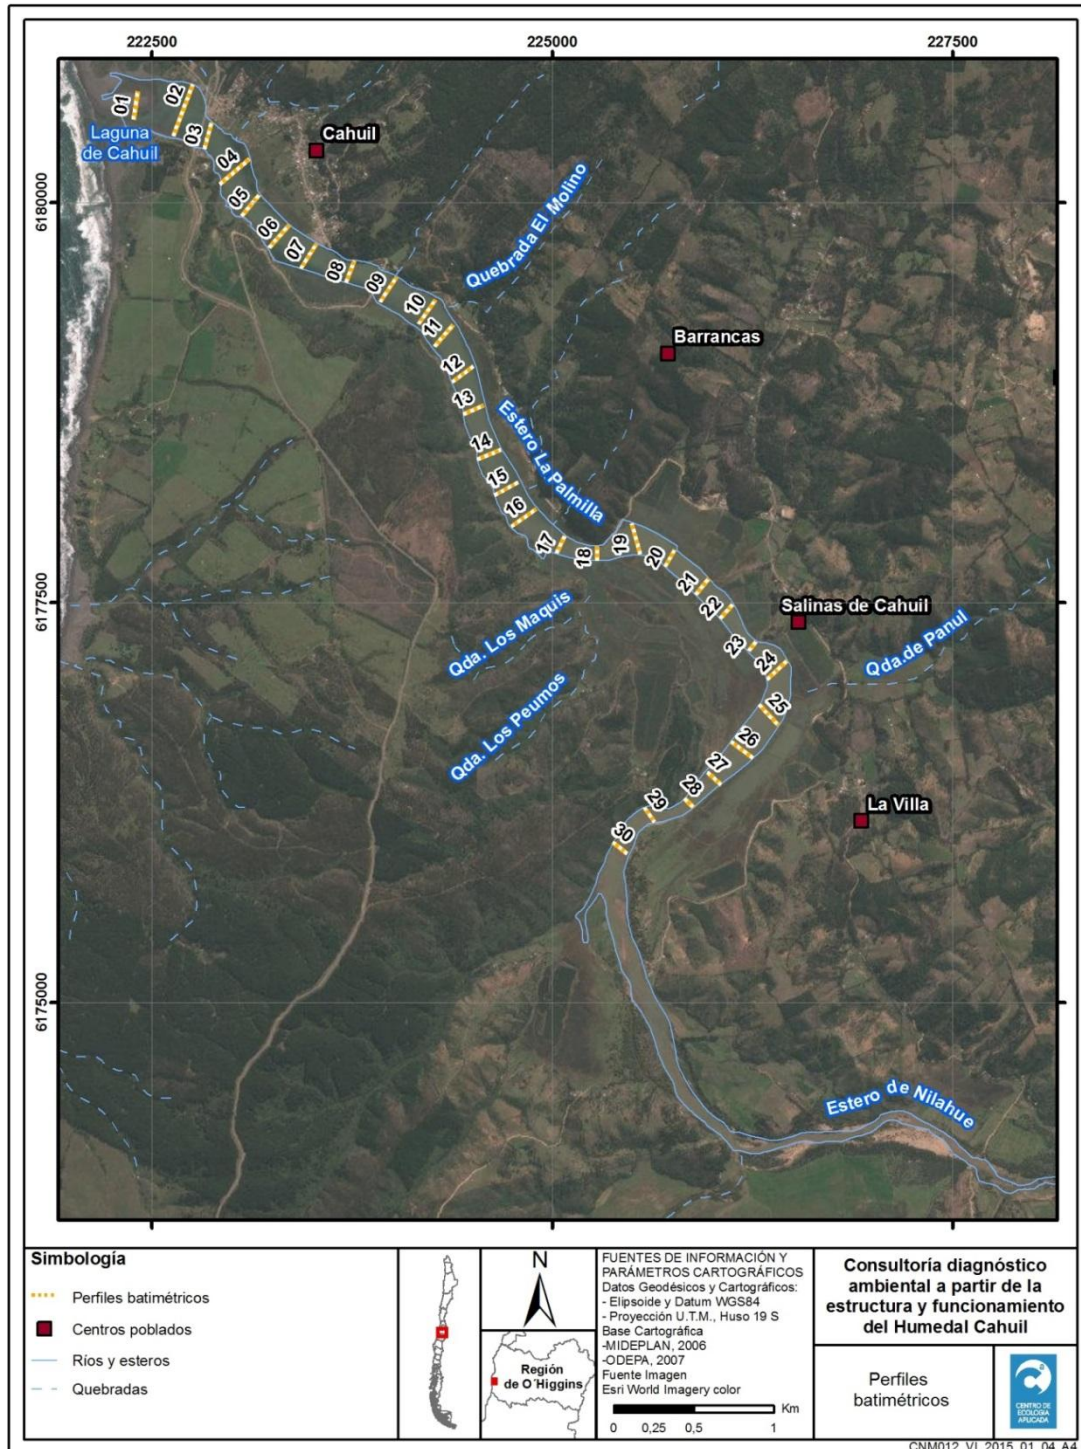 222500
225000
227500
6180000
6177500
6175000
01
02
03
04
05
06
07
08
09
10
11
12
13
14
15
16
17
18
19
20
21
22
23
24
25
26
27
28
29
30
Laguna
de Cahuil
Cahuil
Quebrada El Molino
Barrancas
Estero La Palmilla
Salinas de Cahuil
Qda. Los Maquis
Qda.de Panul
Qda. Los Peumos
La Villa
Estero de Nilahue
Simbología
Perfiles batimétricos
Centros poblados
Ríos y esteros
Quebradas
N
Región
de O´Higgins
FUENTES DE INFORMACIÓN Y
PARÁMETROS CARTOGRÁFICOS
Datos Geodésicos y Cartográficos:
- Elipsoide y Datum WGS84
- Proyección U.T.M., Huso 19 S
Base Cartográfica
-MIDEPLAN, 2006
-ODEPA, 2007
Fuente Imagen
Esri World Imagery color
Km
0 0,25 0,5 1
Consultoría diagnóstico
ambiental a partir de la
estructura y funcionamiento
del Humedal Cahuil
Perfiles
batimétricos
CENTRO DE
ECOLOGÍA
APLICADA
CNM012_VI_2015_01_04_A4